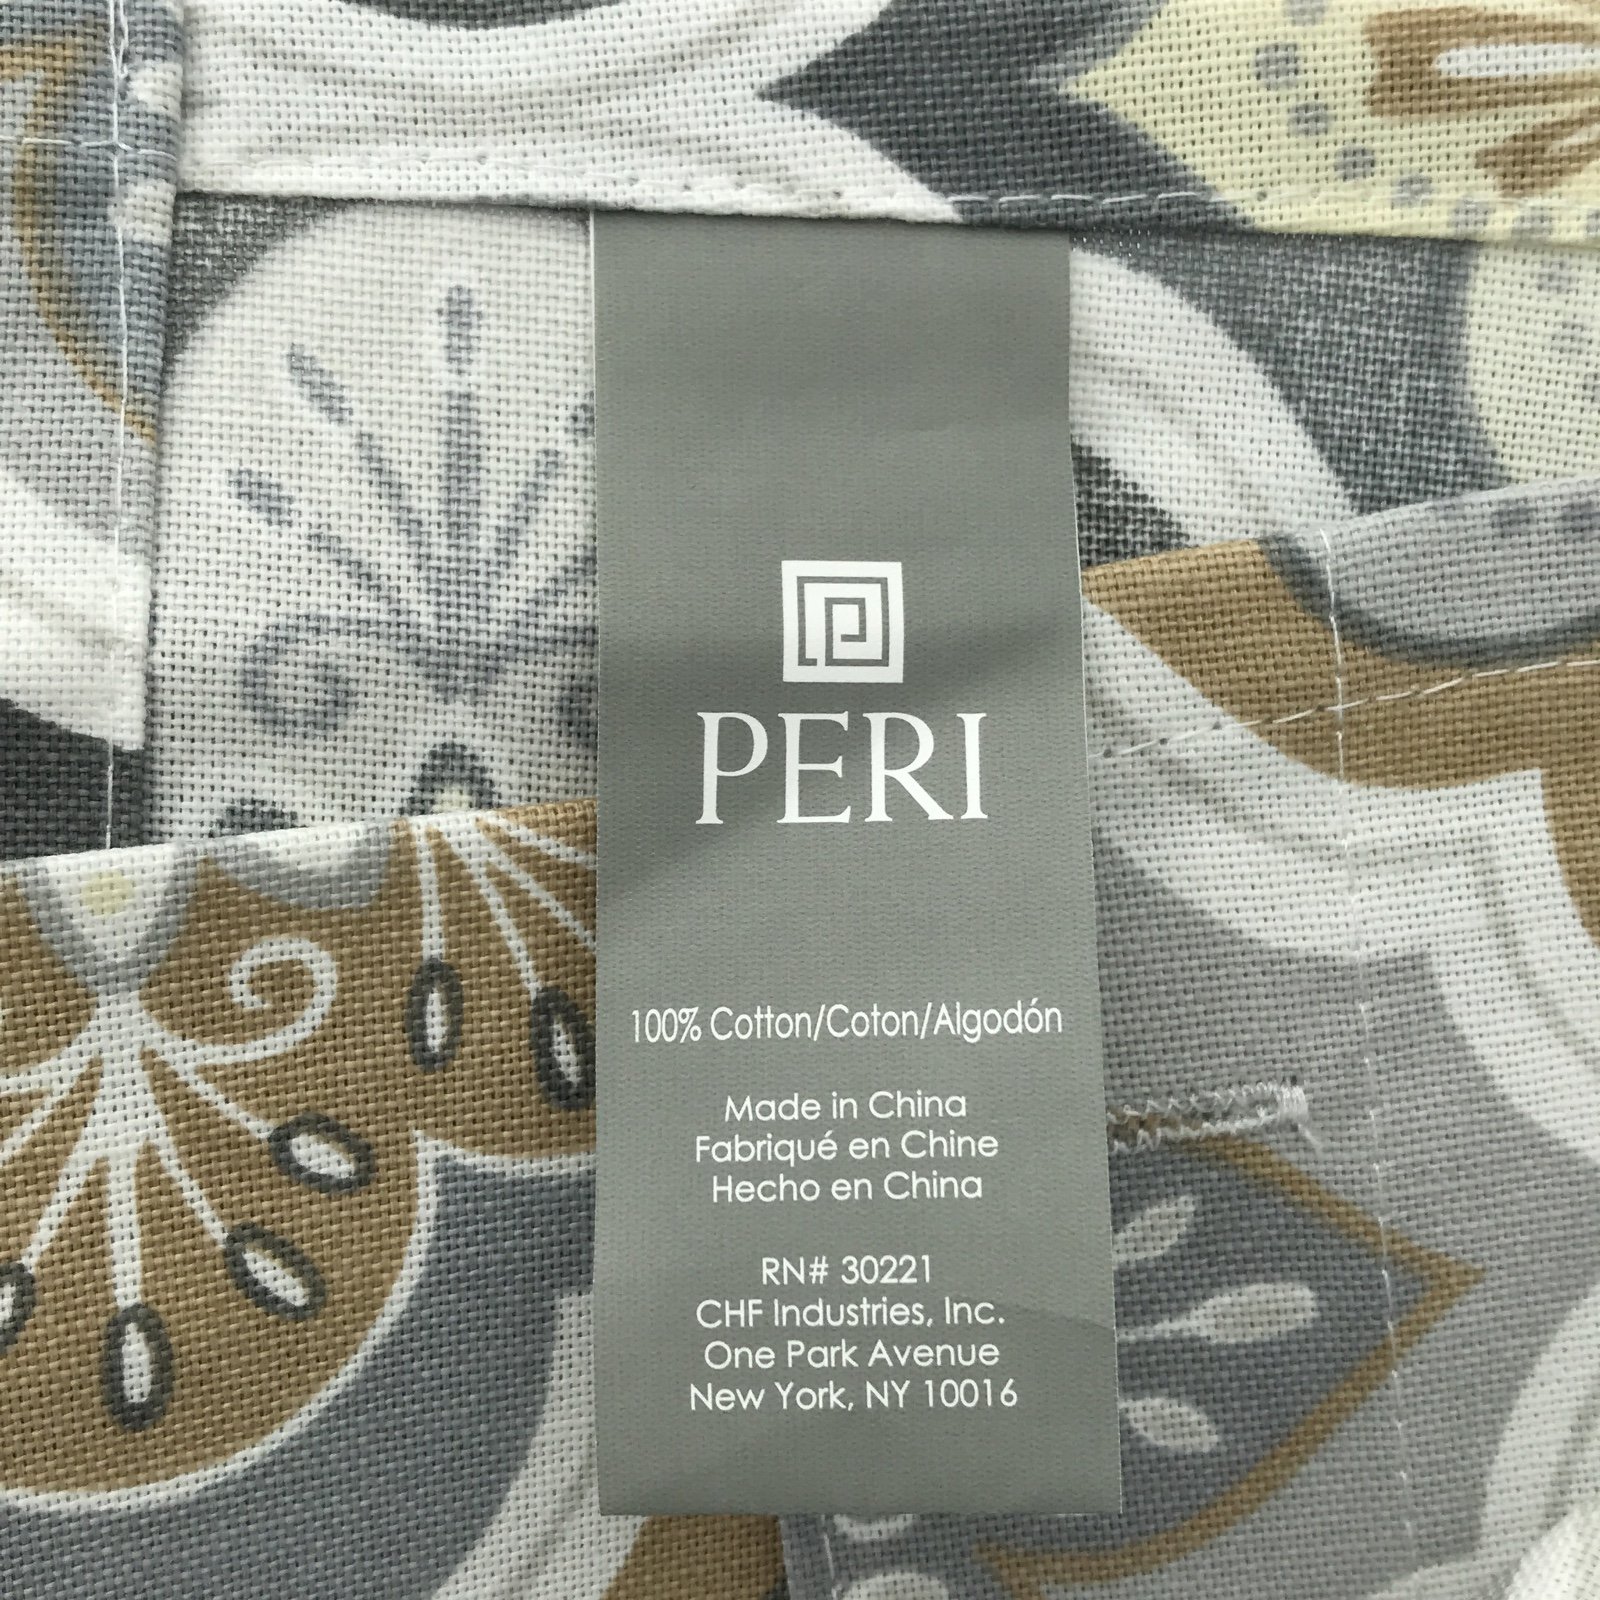 PERI
100% Cotton/Coton/Algodón
Made in China
Fabriqué en Chine
Hecho en China
RN# 30221
CHF Industries, Inc.
One Park Avenue
New York, NY 10016